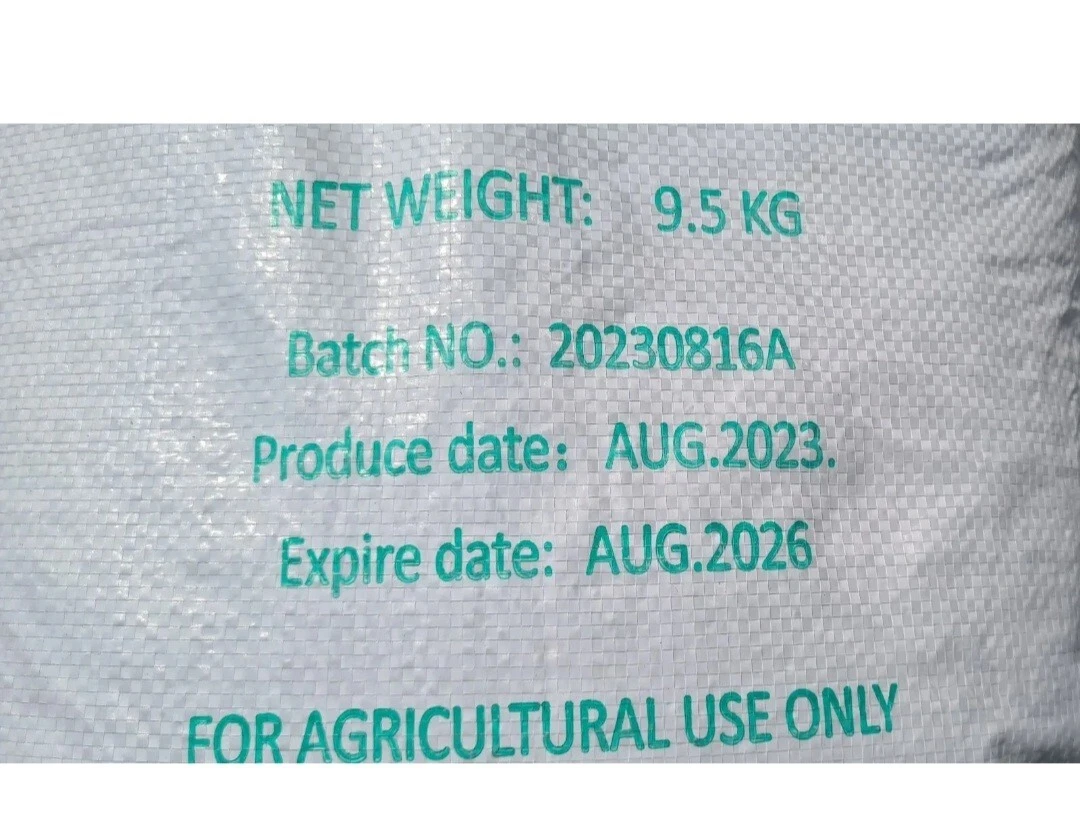 NET WEIGHT: 9.5 KG
Batch NO.: 20230816A
Produce date: AUG.2023.
Expire date: AUG.2026
FOR AGRICULTURAL USE ONLY